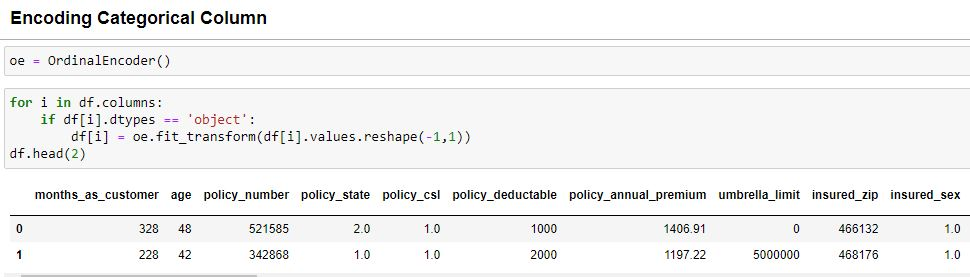 Encoding Categorical Column
oe = OrdinalEncoder()
for i in df.columns:
    if df[i].dtypes == 'object':
        df[i] = oe.fit_transform(df[i].values.reshape(-1,1))
df.head(2)
months_as_customer age policy_number policy_state policy_csl policy_deductable policy_annual_premium umbrella_limit insured_zip insured_sex
0 328 48 521585 2.0 1.0 1000 1406.91 0 466132 1.0
1 228 42 342868 1.0 1.0 2000 1197.22 5000000 468176 1.0